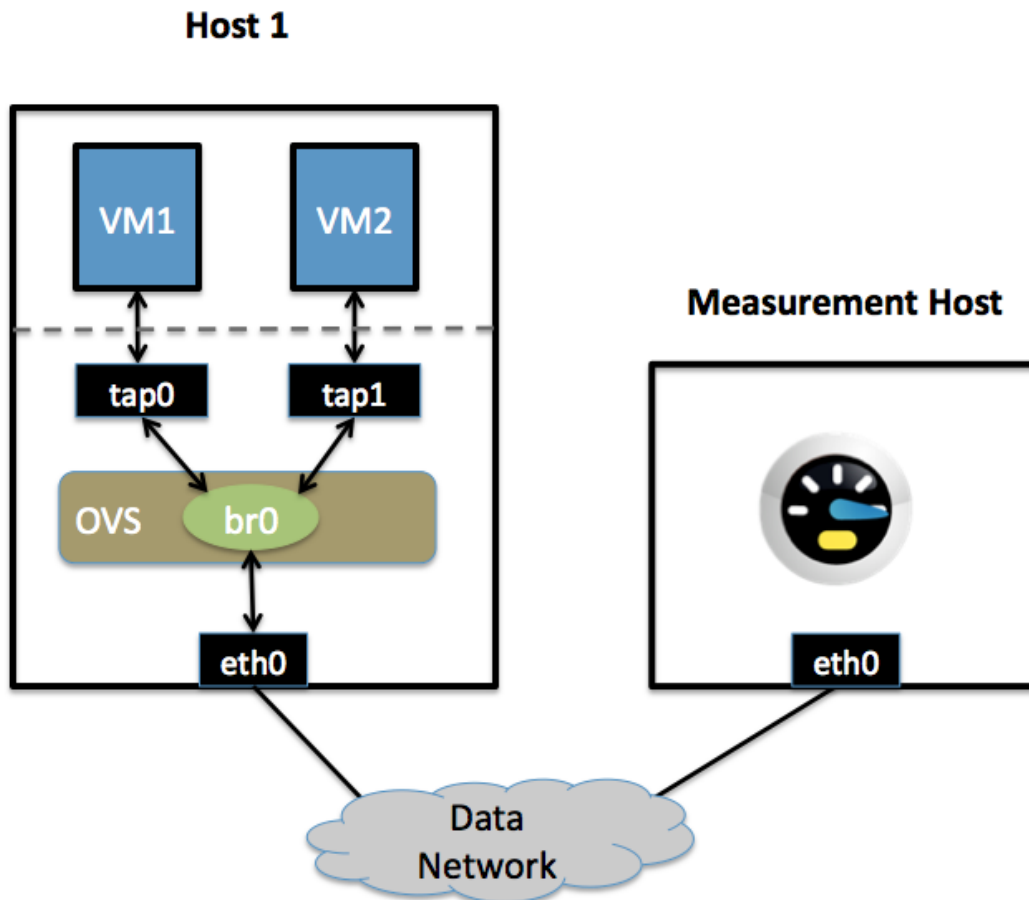 Host 1
VM1
VM2
tap0
tap1
OVS
br0
eth0
Measurement Host
eth0
Data
Network